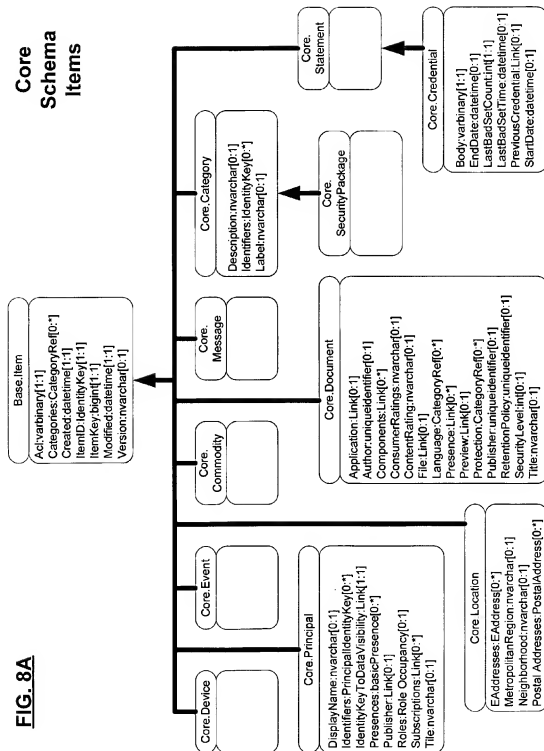 FIG. 8A
Core
Schema
Items
Base.Item
Acl:varbinary[1:1]
Categories:CategoryRef[0:*]
Created:datetime[1:1]
ItemID:IdentityKey[1:1]
ItemKey:bigint[1:1]
Modified:datetime[1:1]
Version:nvarchar[0:1]
Core.Device
Core.Event
Core.
Commodity
Core.
Message
Core.Category
Description:nvarchar[0:1]
Identifiers:IdentityKey[0:*]
Label:nvarchar[0:1]
Core.
Statement
Core.Principal
DisplayName:nvarchar[0:1]
Identifiers:PrincipalIdentityKey[0:*]
IdentityKeyToDataVisibility:Link[1:1]
Presences:basicPresence[0:*]
Publisher:Link[0:1]
Roles:Role Occupancy[0:1]
Subscriptions:Link[0:*]
Tile:nvarchar[0:1]
Core.Location
EAddresses:EAddress[0:*]
MetropolitanRegion:nvarchar[0:1]
Neighborhood:nvarchar[0:1]
Postal Addresses:PostalAddress[0:*]
Core.Document
Application:Link[0:1]
Author:uniqueidentifier[0:1]
Components:Link[0:*]
ConsumerRatings:nvarchar[0:1]
ContentRating:nvarchar[0:1]
File:Link[0:1]
Language:CategoryRef[0:*]
Presence:Link[0:*]
Preview:Link[0:1]
Protection:CategoryRef[0:*]
Publisher:uniqueidentifier[0:1]
RetentionPolicy:uniqueidentifier[0:1]
SecurityLevel:int[0:1]
Title:nvarchar[0:1]
Core.
SecurityPackage
Core.Credential
Body:varbinary[1:1]
EndDate:datetime[0:1]
LastBadSetCount:int[1:1]
LastBadSetTime:datetime[0:1]
PreviousCredential:Link[0:1]
StartDate:datetime[0:1]